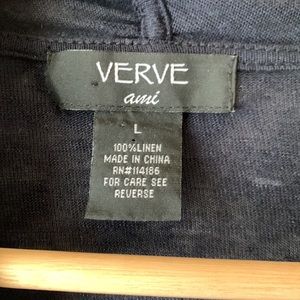 VERVE
ami
L
100%LINEN
MADE IN CHINA
RN#114186
FOR CARE SEE
REVERSE